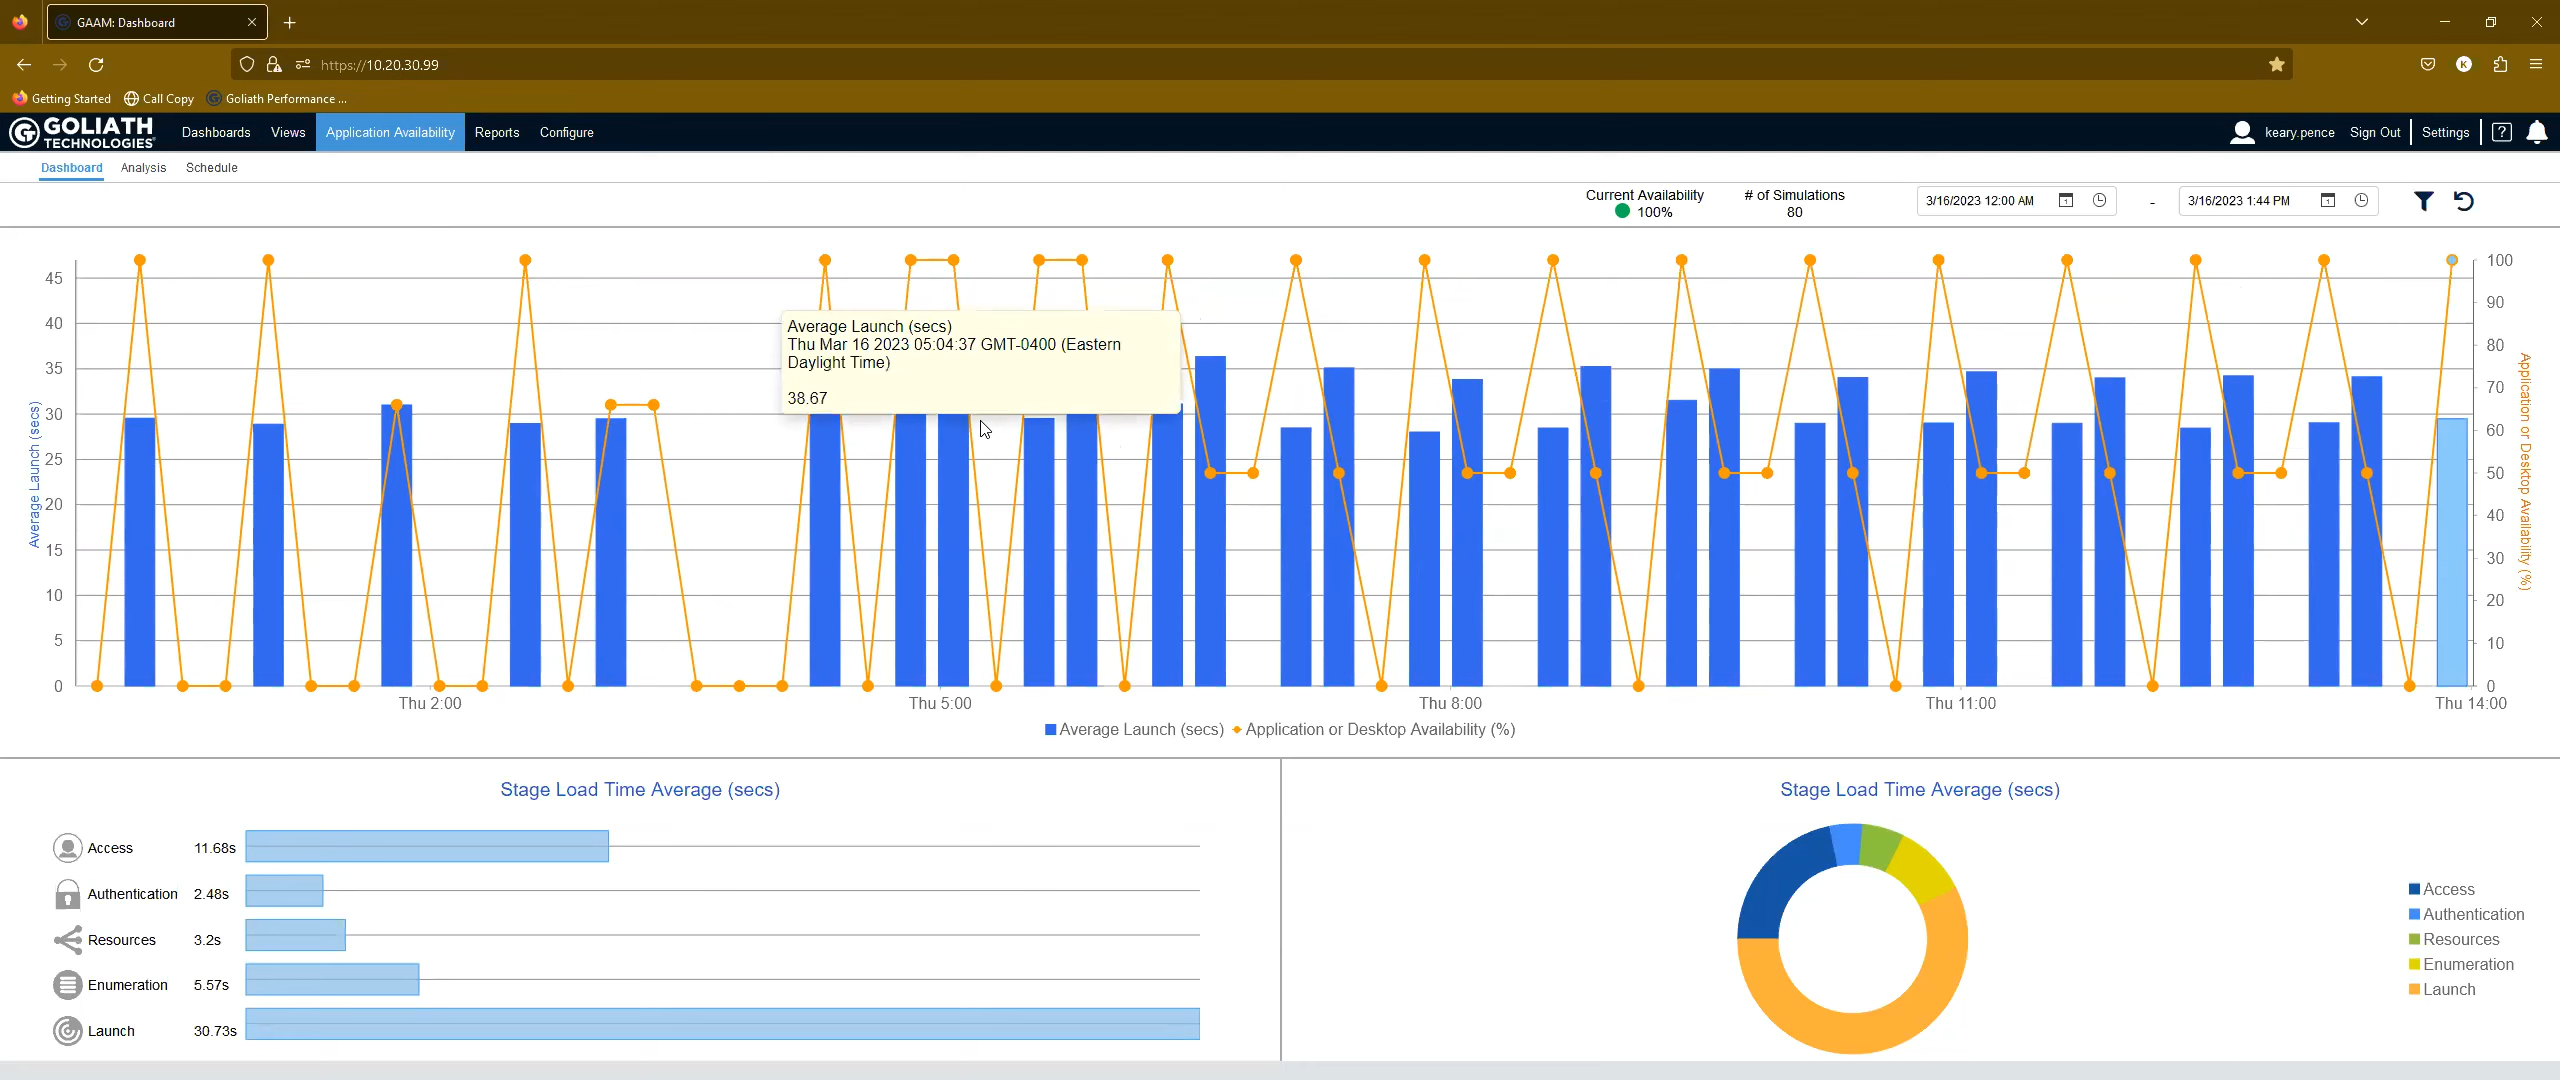 GAAM: Dashboard
https://10.20.30.99
K
Getting Started Call Copy Goliath Performance ...
GOLIATH TECHNOLOGIES Dashboards Views Application Availability Reports Configure keary.pence Sign Out Settings ?
Dashboard Analysis Schedule
Current Availability # of Simulations
100% 80 3/16/2023 12:00 AM - 3/16/2023 1:44 PM
45
40
35
30
25
20
15
10
5
0
Average Launch (secs)
Average Launch (secs)
Thu Mar 16 2023 05:04:37 GMT-0400 (Eastern
Daylight Time)
38.67
100
90
80
70
60
50
40
30
20
10
0
Application or Desktop Availability (%)
Thu 2:00 Thu 5:00 Thu 8:00 Thu 11:00 Thu 14:00
Average Launch (secs) Application or Desktop Availability (%)
Stage Load Time Average (secs)
Access 11.68s
Authentication 2.48s
Resources 3.2s
Enumeration 5.57s
Launch 30.73s
Stage Load Time Average (secs)
Access
Authentication
Resources
Enumeration
Launch